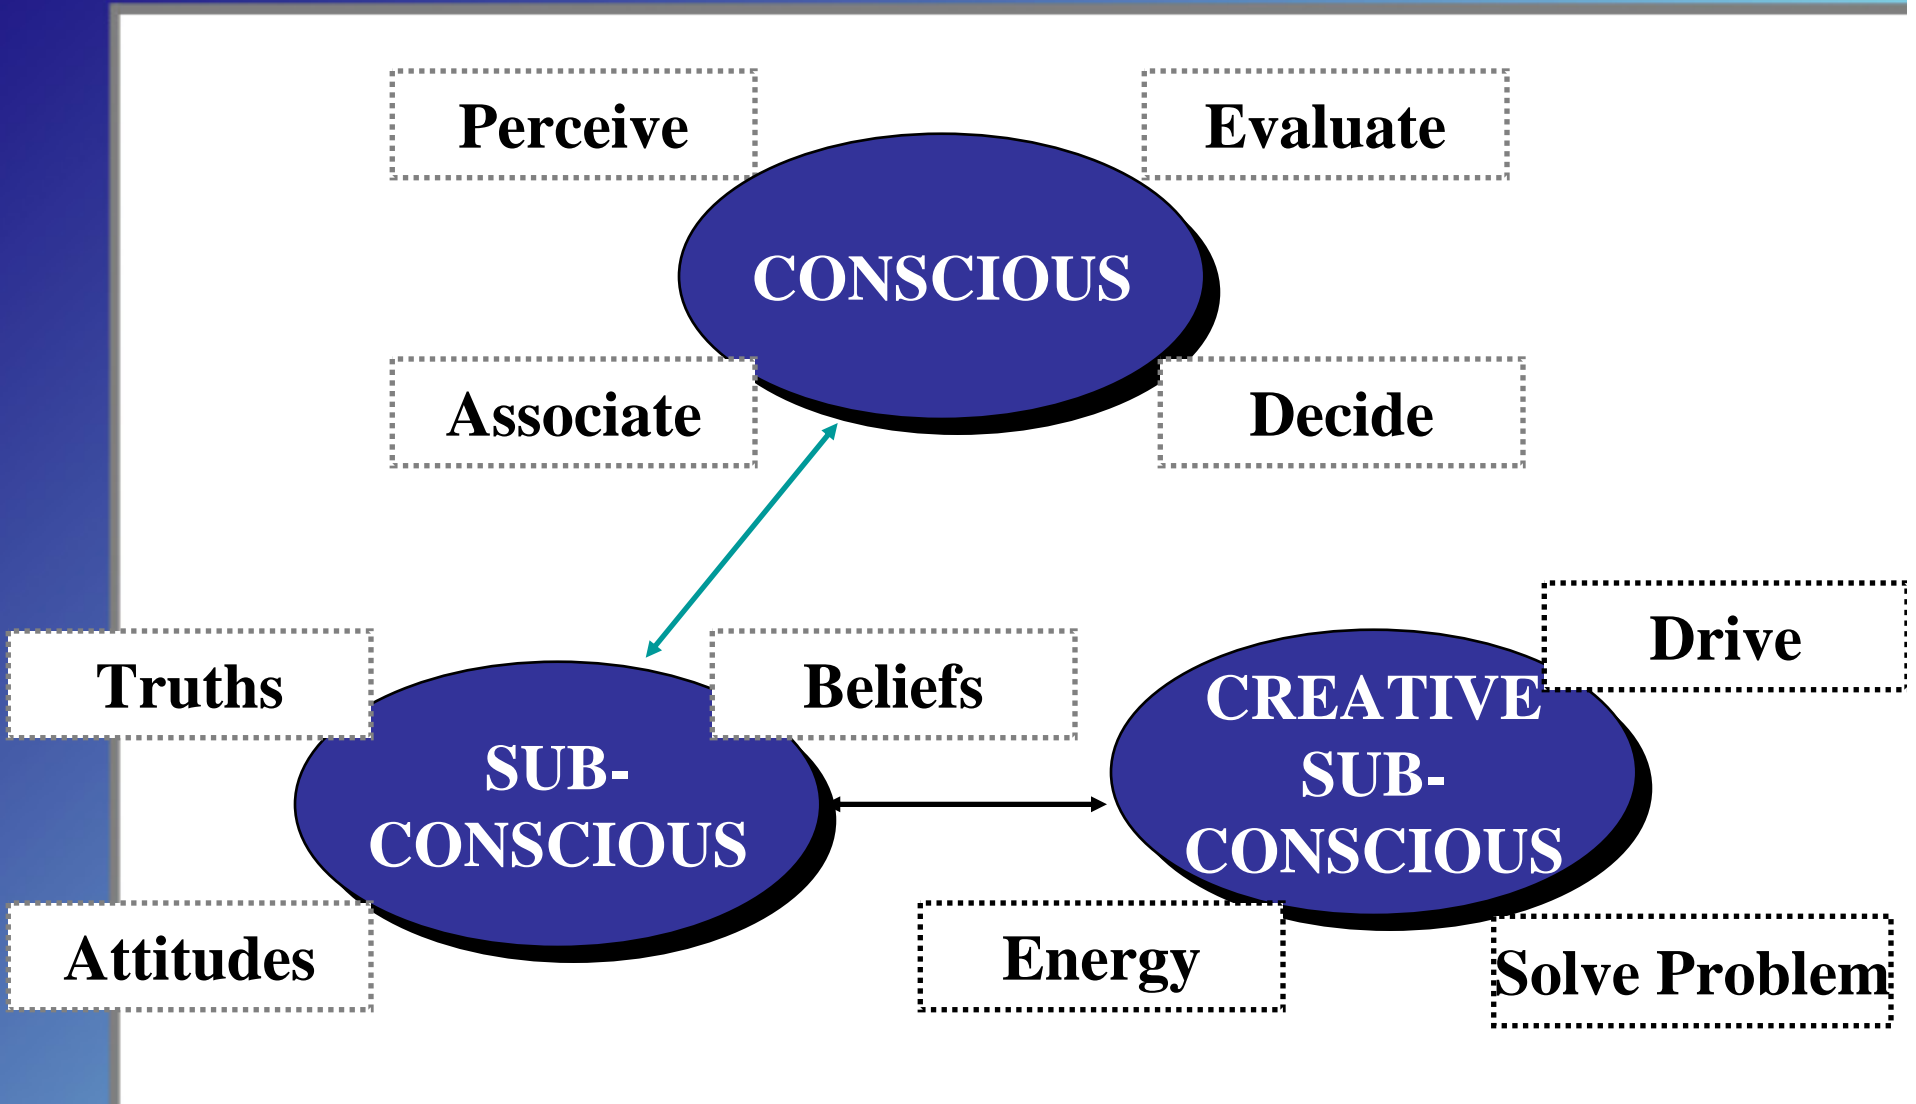 Perceive
Evaluate
CONSCIOUS
Associate
Decide
Truths
Beliefs
SUB-
CONSCIOUS
Attitudes
Drive
CREATIVE
SUB-
CONSCIOUS
Energy
Solve Problem